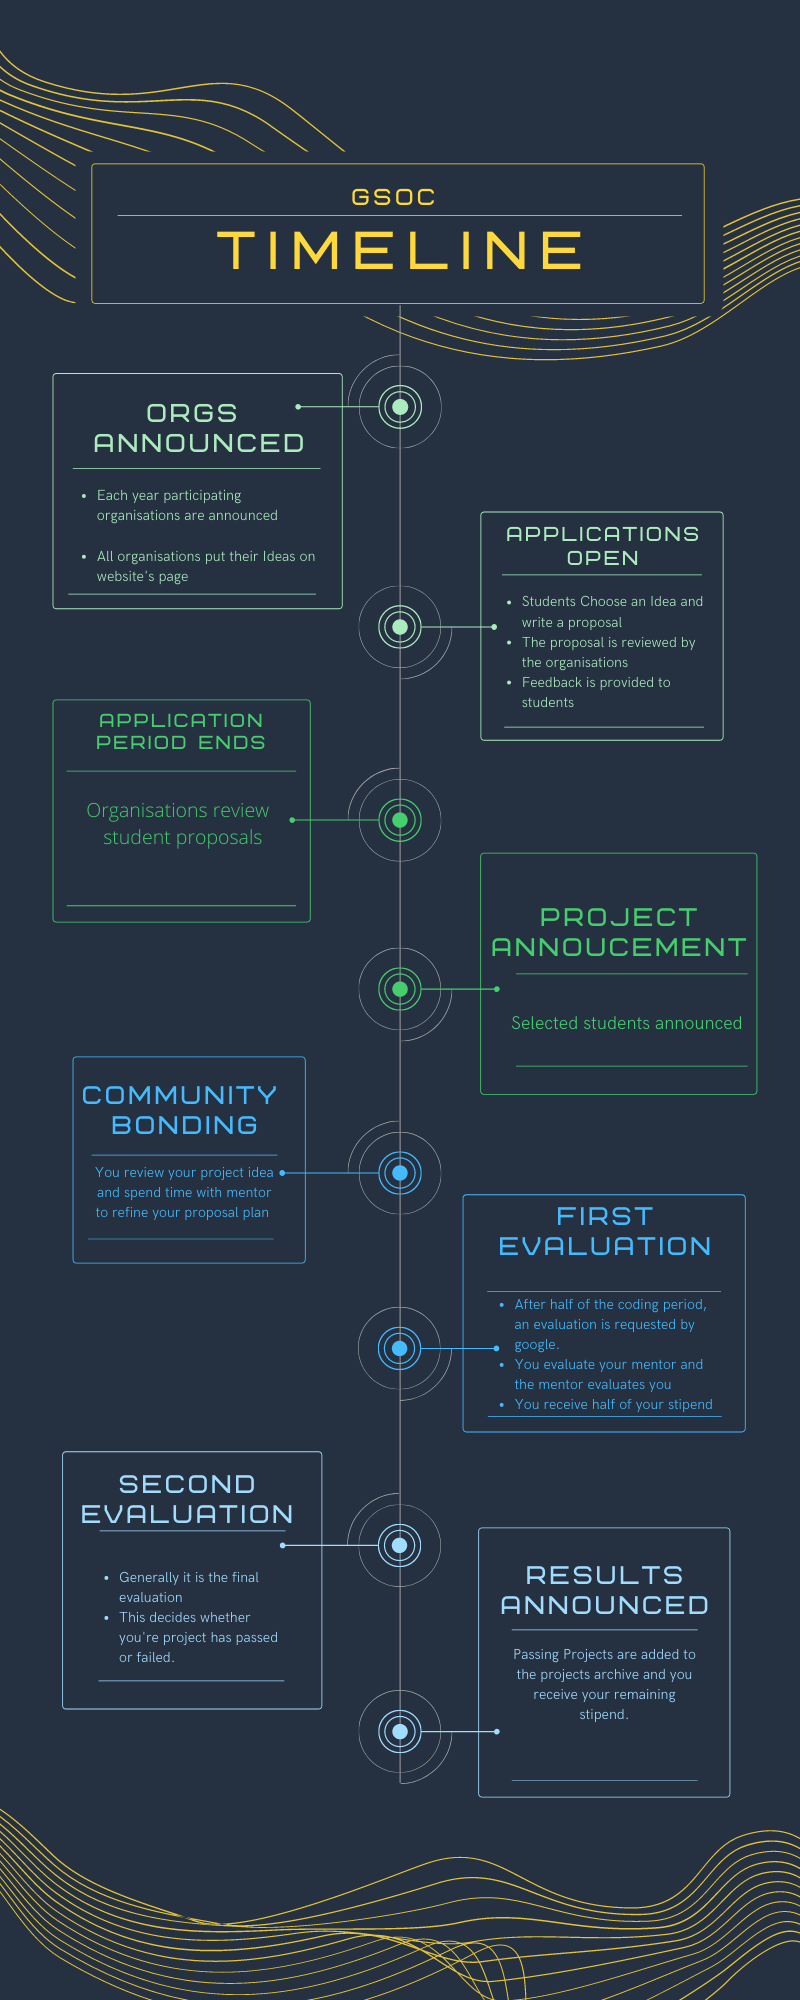 GSOC
TIMELINE
ORGS
ANNOUNCED
• Each year participating
organisations are announced
• All organisations put their Ideas on
website's page
APPLICATIONS
OPEN
• Students Choose an Idea and
write a proposal
• The proposal is reviewed by
the organisations
• Feedback is provided to
students
APPLICATION
PERIOD ENDS
Organisations review
student proposals
PROJECT
ANNOUCEMENT
Selected students announced
COMMUNITY
BONDING
You review your project idea
and spend time with mentor
to refine your proposal plan
FIRST
EVALUATION
• After half of the coding period,
an evaluation is requested by
google.
• You evaluate your mentor and
the mentor evaluates you
• You receive half of your stipend
SECOND
EVALUATION
• Generally it is the final
evaluation
• This decides whether
you're project has passed
or failed.
RESULTS
ANNOUNCED
Passing Projects are added to
the projects archive and you
receive your remaining
stipend.